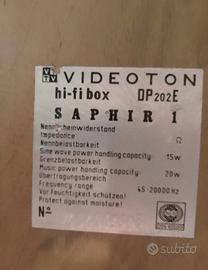 VIDEOTON
hi-fi box DP202E
SAPHIR 1
Nennscheinwiderstand
Impedance Ω
Nennbelastbarkeit
Sine wave power handling capacity: 15w
Grenzbelastbarkeit
Music power handling capacity: 20w
Übertragungsbereich
Frequency range 45-20000 Hz
Vor Feuchtigkeit schützen!
Protect against moisture!
Nº
subito